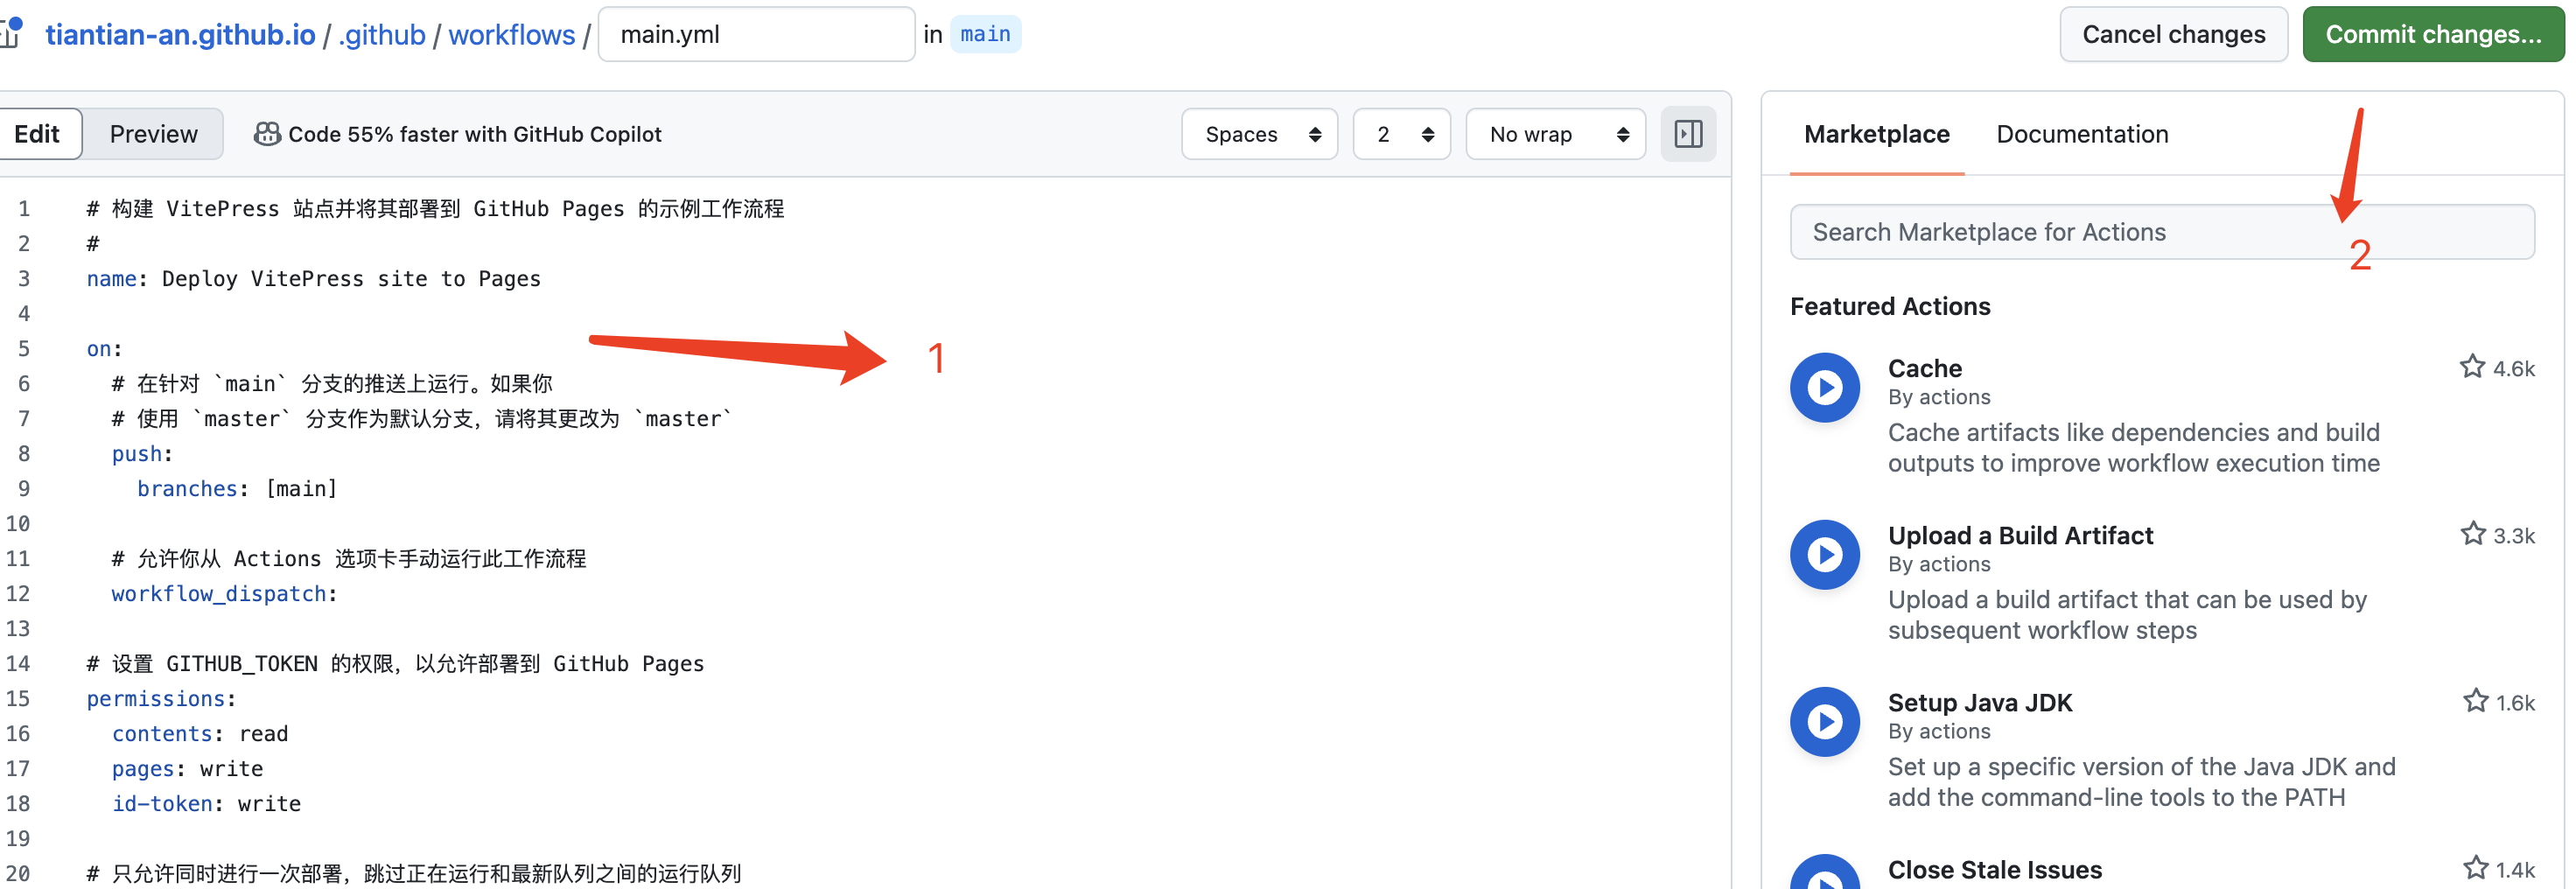 tiantian-an.github.io / .github / workflows / main.yml in main
Cancel changes
Commit changes...
Edit
Preview
Code 55% faster with GitHub Copilot
Spaces
2
No wrap
1 # 构建 VitePress 站点并将其部署到 GitHub Pages 的示例工作流程
2 #
3 name: Deploy VitePress site to Pages
4
5 on:
6 # 在针对 `main` 分支的推送上运行。如果你
7 # 使用 `master` 分支作为默认分支，请将其更改为 `master`
8 push:
9 branches: [main]
10
11 # 允许你从 Actions 选项卡手动运行此工作流程
12 workflow_dispatch:
13
14 # 设置 GITHUB_TOKEN 的权限，以允许部署到 GitHub Pages
15 permissions:
16 contents: read
17 pages: write
18 id-token: write
19
20 # 只允许同时进行一次部署，跳过正在运行和最新队列之间的运行队列
1
Marketplace
Documentation
Search Marketplace for Actions
2
Featured Actions
Cache
4.6k
By actions
Cache artifacts like dependencies and build
outputs to improve workflow execution time
Upload a Build Artifact
3.3k
By actions
Upload a build artifact that can be used by
subsequent workflow steps
Setup Java JDK
1.6k
By actions
Set up a specific version of the Java JDK and
add the command-line tools to the PATH
Close Stale Issues
1.4k